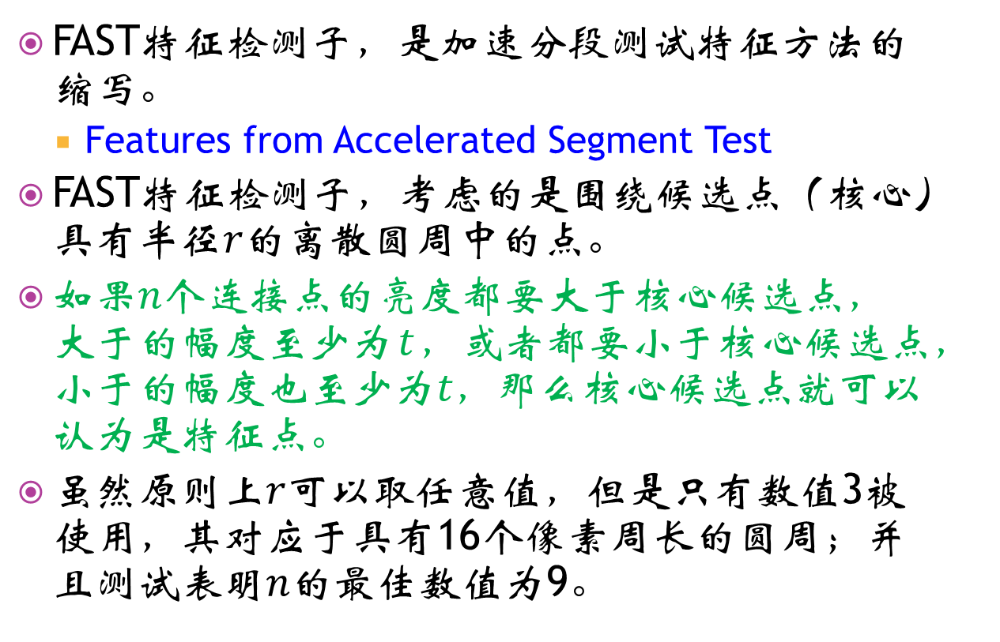 FAST特征检测子，是加速分段测试特征方法的
缩写。
Features from Accelerated Segment Test
FAST特征检测子，考虑的是围绕候选点（核心）
具有半径r的离散圆周中的点。
如果n个连接点的亮度都要大于核心候选点，
大于的幅度至少为t，或者都要小于核心候选点，
小于的幅度也至少为t，那么核心候选点就可以
认为是特征点。
虽然原则上r可以取任意值，但是只有数值3被
使用，其对应于具有16个像素周长的圆周；并
且测试表明n的最佳数值为9。